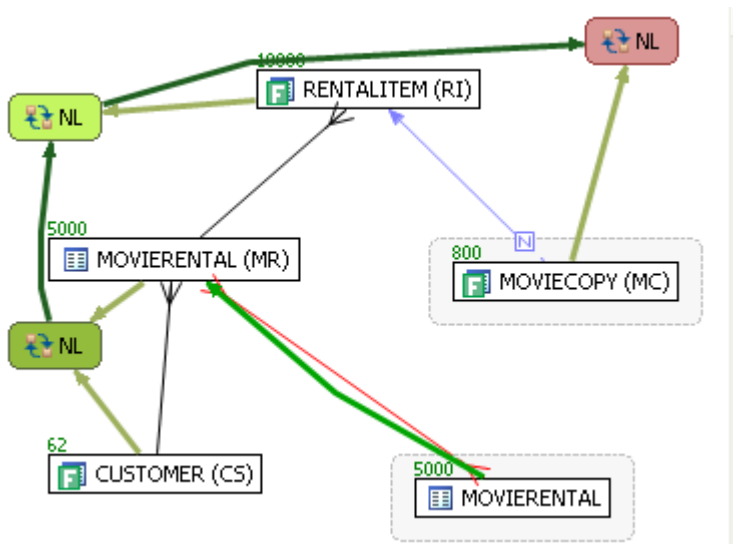 NL
10000
RENTALITEM (RI)
NL
5000
MOVIERENTAL (MR)
N
800
MOVIECOPY (MC)
NL
62
CUSTOMER (CS)
5000
MOVIERENTAL